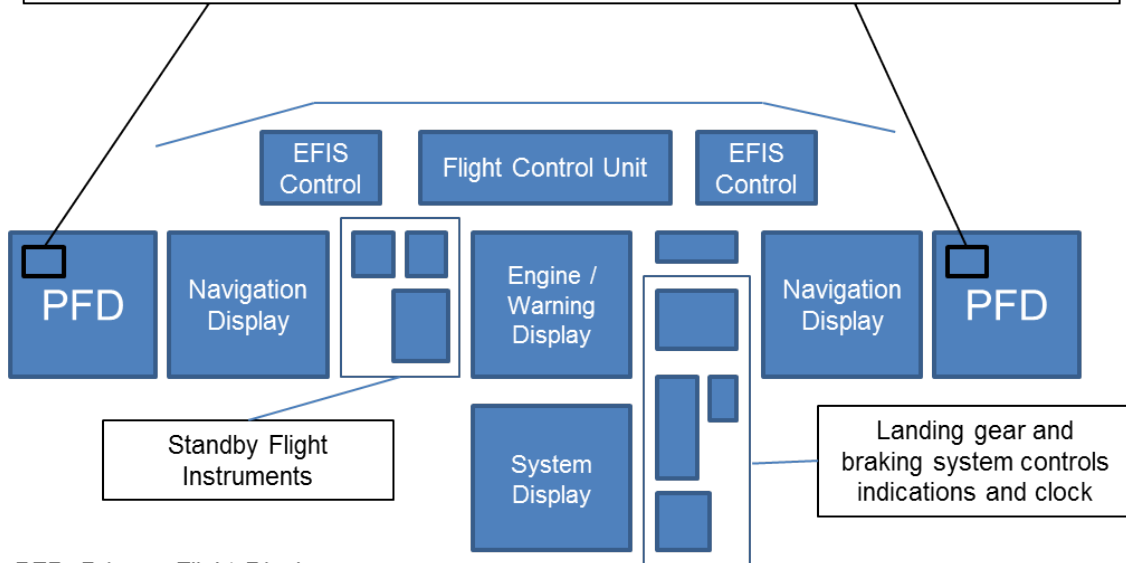 EFIS
Control
Flight Control Unit
EFIS
Control
PFD
Navigation
Display
Engine /
Warning
Display
Navigation
Display
PFD
Standby Flight
Instruments
System
Display
Landing gear and
braking system controls
indications and clock